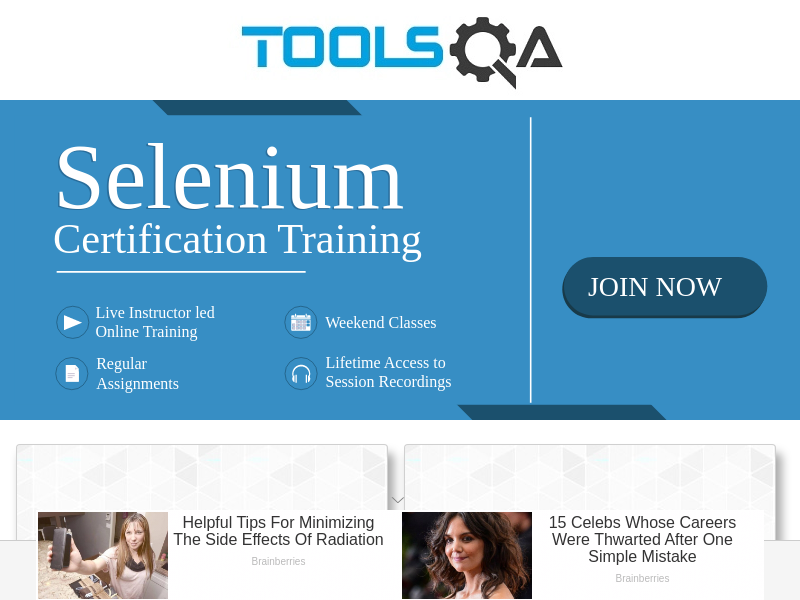 TOOLSQA
Selenium
Certification Training
JOIN NOW
Live Instructor led
Online Training
Weekend Classes
Regular
Assignments
Lifetime Access to
Session Recordings
Helpful Tips For Minimizing
The Side Effects Of Radiation
Brainberries
15 Celebs Whose Careers
Were Thwarted After One
Simple Mistake
Brainberries